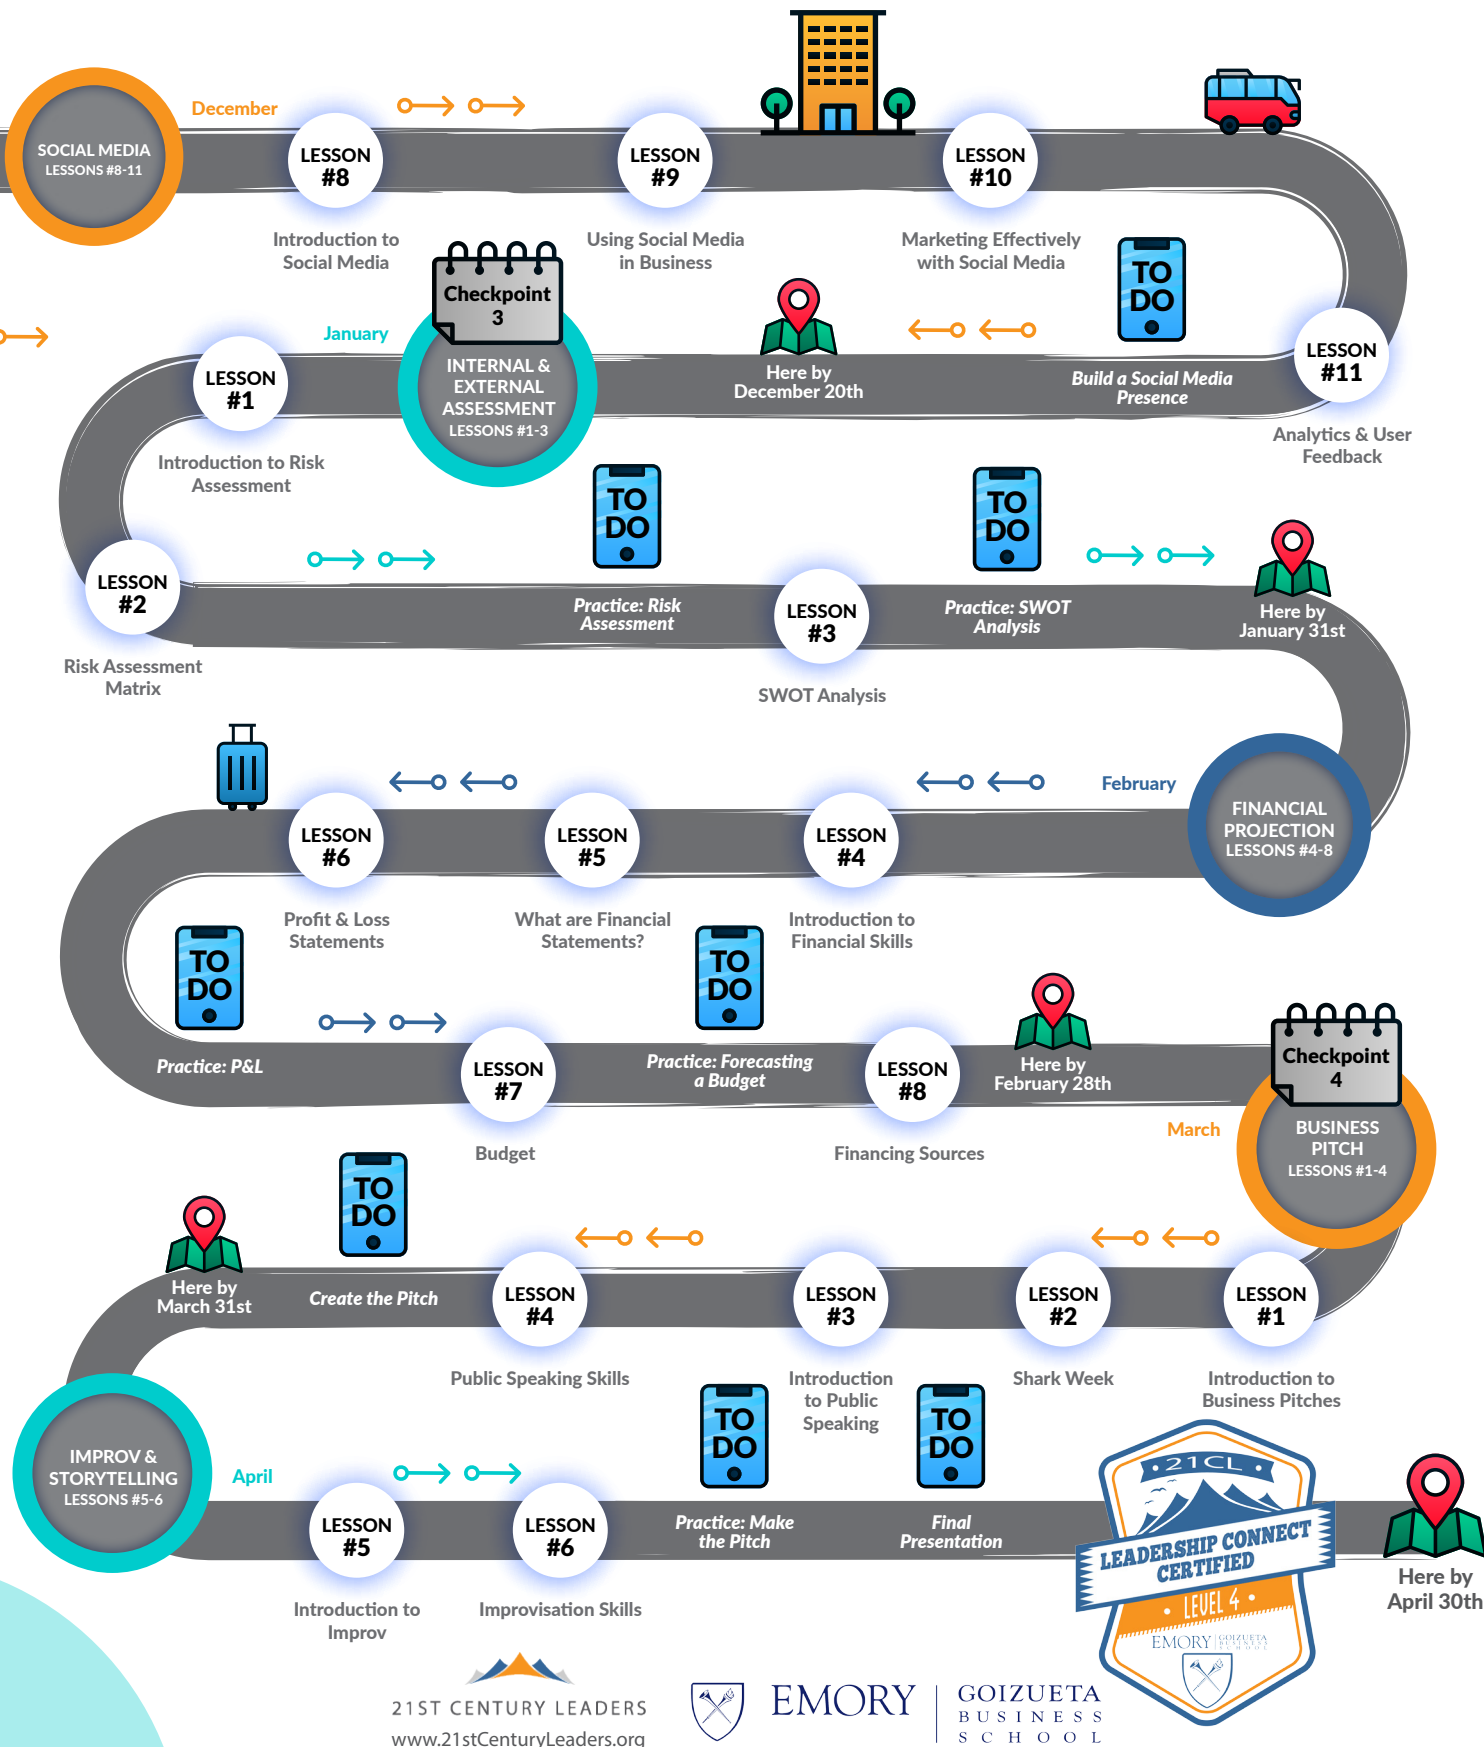 December
SOCIAL MEDIA
LESSONS #8-11
LESSON
#8
Introduction to
Social Media
LESSON
#9
Using Social Media
in Business
LESSON
#10
Marketing Effectively
with Social Media
LESSON
#11
Analytics & User
Feedback
TO
DO
Build a Social Media
Presence
Here by
December 20th
Checkpoint
3
INTERNAL &
EXTERNAL
ASSESSMENT
LESSONS #1-3
January
LESSON
#1
Introduction to Risk
Assessment
LESSON
#2
Risk Assessment
Matrix
TO
DO
Practice: Risk
Assessment
LESSON
#3
SWOT Analysis
TO
DO
Practice: SWOT
Analysis
Here by
January 31st
FINANCIAL
PROJECTION
LESSONS #4-8
February
LESSON
#4
Introduction to
Financial Skills
LESSON
#5
What are Financial
Statements?
LESSON
#6
Profit & Loss
Statements
TO
DO
Practice: P&L
LESSON
#7
Budget
TO
DO
Practice: Forecasting
a Budget
LESSON
#8
Financing Sources
Here by
February 28th
Checkpoint
4
BUSINESS
PITCH
LESSONS #1-4
March
LESSON
#1
Introduction to
Business Pitches
LESSON
#2
Shark Week
LESSON
#3
Introduction
to Public
Speaking
LESSON
#4
Public Speaking Skills
TO
DO
Create the Pitch
Here by
March 31st
IMPROV &
STORYTELLING
LESSONS #5-6
April
LESSON
#5
Introduction to
Improv
LESSON
#6
Improvisation Skills
TO
DO
Practice: Make
the Pitch
TO
DO
Final
Presentation
• 21CL •
LEADERSHIP CONNECT
CERTIFIED
• LEVEL 4 •
EMORY
GOIZUETA
BUSINESS
SCHOOL
Here by
April 30th
21ST CENTURY LEADERS
www.21stCenturyLeaders.org
EMORY
GOIZUETA
BUSINESS
SCHOOL